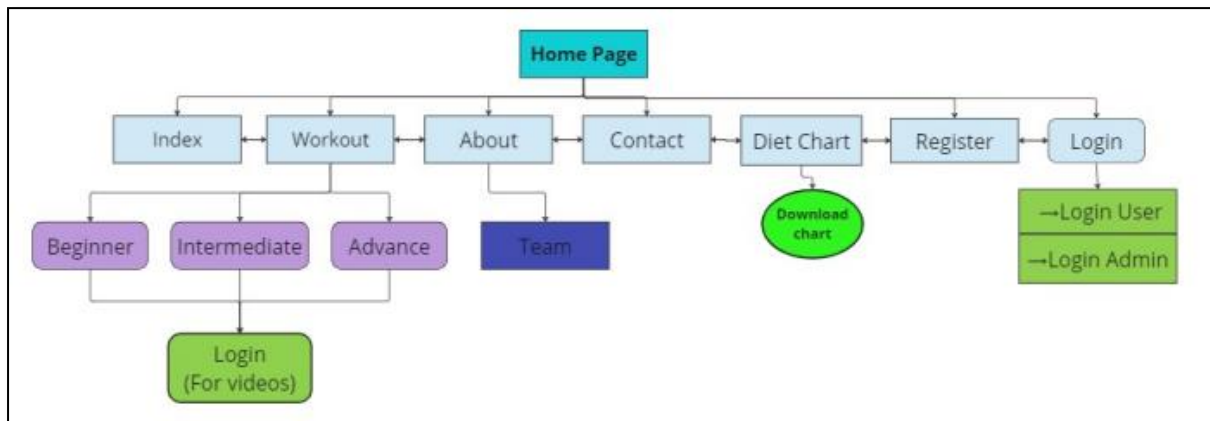 Home Page
Index
Workout
About
Contact
Diet Chart
Register
Login
Beginner
Intermediate
Advance
Team
Download
chart
→Login User
→Login Admin
Login
(For videos)